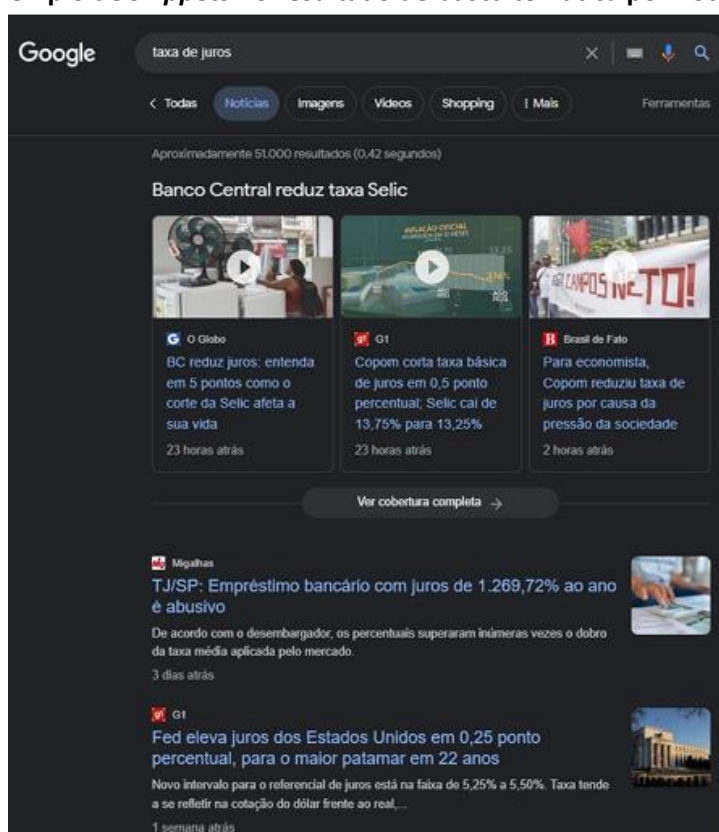 Google
taxa de juros
Todas Notícias Imagens Vídeos Shopping Mais Ferramentas
Aproximadamente 51.000 resultados (0,42 segundos)
Banco Central reduz taxa Selic
INFLAÇÃO OFICIAL
CAMPOS NETO!
O Globo
BC reduz juros: entenda
em 5 pontos como o
corte da Selic afeta a
sua vida
23 horas atrás
G1
Copom corta taxa básica
de juros em 0,5 ponto
percentual; Selic cai de
13,75% para 13,25%
23 horas atrás
Brasil de Fato
Para economista,
Copom reduziu taxa de
juros por causa da
pressão da sociedade
2 horas atrás
Ver cobertura completa
Migalhas
TJ/SP: Empréstimo bancário com juros de 1.269,72% ao ano
é abusivo
De acordo com o desembargador, os percentuais superaram inúmeras vezes o dobro
da taxa média aplicada pelo mercado.
3 dias atrás
G1
Fed eleva juros dos Estados Unidos em 0,25 ponto
percentual, para o maior patamar em 22 anos
Novo intervalo para o referencial de juros está na faixa de 5,25% a 5,50%. Taxa tende
a se refletir na cotação do dólar frente ao real,...
1 semana atrás